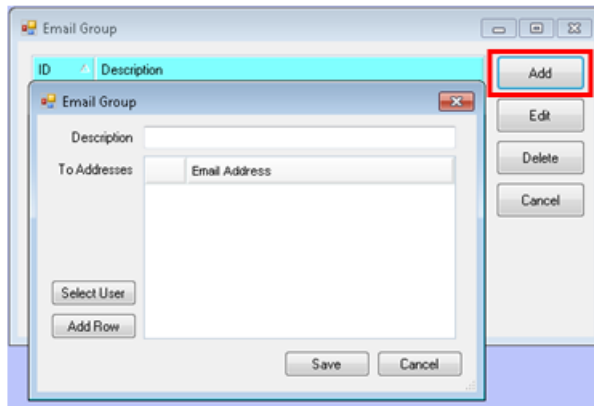 Email Group
ID Description
Add
Email Group
Edit
Description
To Addresses Email Address
Delete
Cancel
Select User
Add Row
Save Cancel